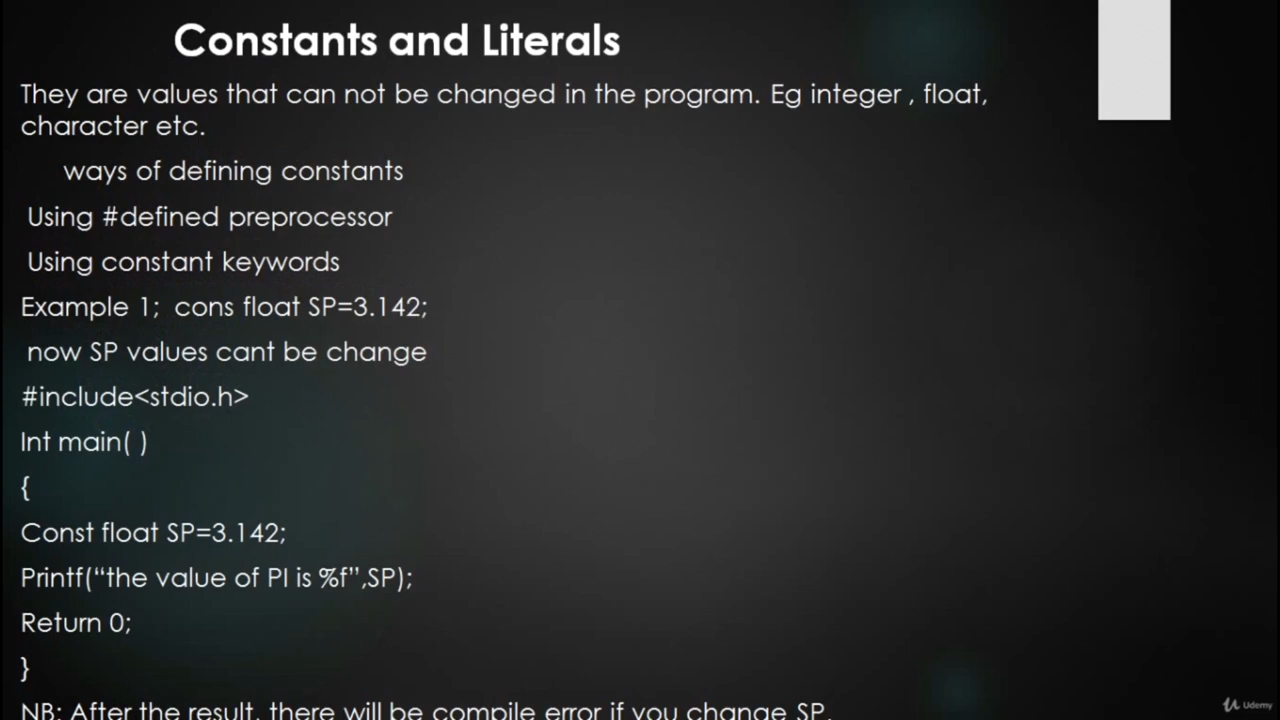 Constants and Literals
They are values that can not be changed in the program. Eg integer , float,
character etc.
ways of defining constants
Using #defined preprocessor
Using constant keywords
Example 1; cons float SP=3.142;
now SP values cant be change
#include<stdio.h>
Int main( )
{
Const float SP=3.142;
Printf(“the value of PI is %f”,SP);
Return 0;
}
NB: After the result, there will be compile error if you change SP.
Udemy